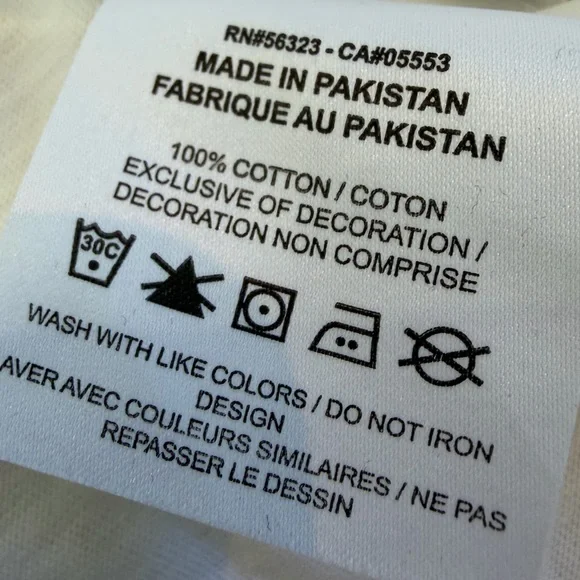 RN#56323 - CA#05553
MADE IN PAKISTAN
FABRIQUE AU PAKISTAN
100% COTTON / COTON
EXCLUSIVE OF DECORATION /
DECORATION NON COMPRISE
30C
WASH WITH LIKE COLORS / DO NOT IRON
DESIGN
AVER AVEC COULEURS SIMILAIRES / NE PAS
REPASSER LE DESSIN